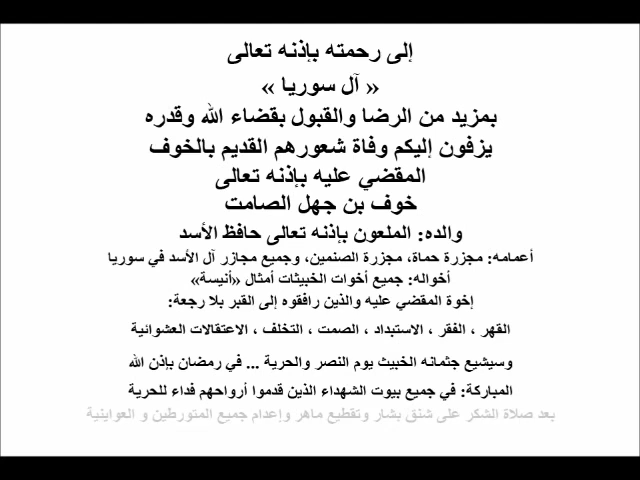 إلى رحمته بإذنه تعالى
« آل سوريا »
بمزيد من الرضا والقبول بقضاء الله وقدره
يزفون إليكم وفاة شعورهم القديم بالخوف
المقضي عليه بإذنه تعالى
خوف بن جهل الصامت
والده: الملعون بإذنه تعالى حافظ الأسد
أعمامه: مجزرة حماة، مجزرة الصنمين، وجميع مجازر آل الأسد في سوريا
أخواله: جميع أخوات الخبيثات أمثال «أنيسة»
إخوة المقضي عليه والذين رافقوه إلى القبر بلا رجعة:
القهر ، الفقر ، الاستبداد ، الصمت ، التخلف ، الاعتقالات العشوائية
وسيشيع جثمانه الخبيث يوم النصر والحرية ... في رمضان بإذن الله
المباركة: في جميع بيوت الشهداء الذين قدموا أرواحهم فداء للحرية
بعد صلاة الشكر على شنق بشار وتقطيع ماهر وإعدام جميع المتورطين و العواينية